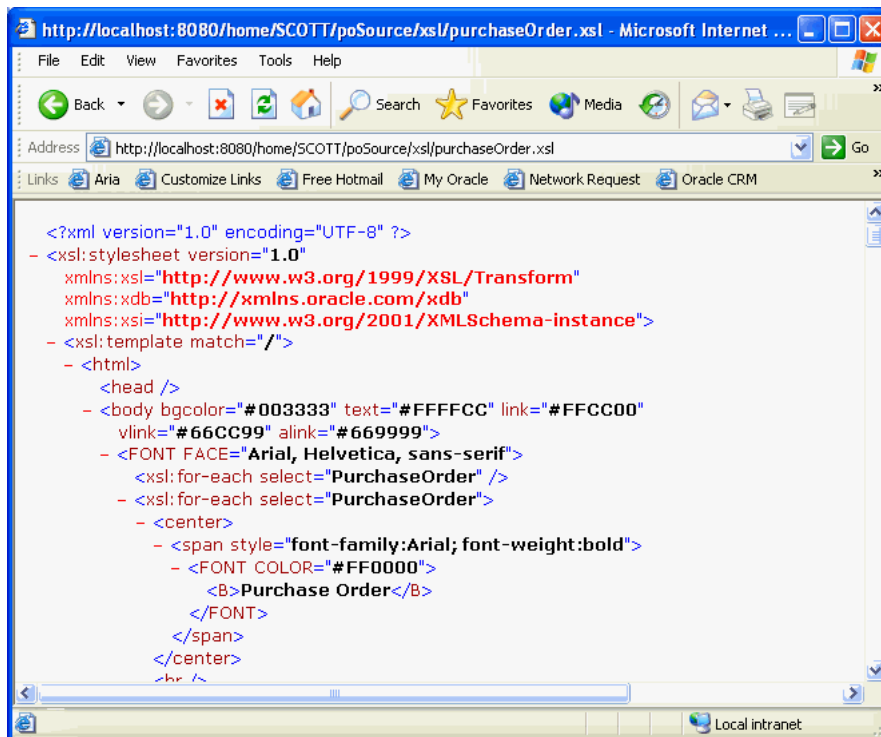 http://localhost:8080/home/SCOTT/poSource/xsl/purchaseOrder.xsl - Microsoft Internet ...
File Edit View Favorites Tools Help
Back Search Favorites Media
Address http://localhost:8080/home/SCOTT/poSource/xsl/purchaseOrder.xsl Go
Links Aria Customize Links Free Hotmail My Oracle Network Request Oracle CRM
<?xml version="1.0" encoding="UTF-8" ?>
- <xsl:stylesheet version="1.0"
xmlns:xsl="http://www.w3.org/1999/XSL/Transform"
xmlns:xdb="http://xmlns.oracle.com/xdb"
xmlns:xsi="http://www.w3.org/2001/XMLSchema-instance">
- <xsl:template match="/">
- <html>
<head />
- <body bgcolor="#003333" text="#FFFFCC" link="#FFCC00"
vlink="#66CC99" alink="#669999">
- <FONT FACE="Arial, Helvetica, sans-serif">
<xsl:for-each select="PurchaseOrder" />
- <xsl:for-each select="PurchaseOrder">
- <center>
- <span style="font-family:Arial; font-weight:bold">
- <FONT COLOR="#FF0000">
<B>Purchase Order</B>
</FONT>
</span>
</center>
<br />
Local intranet